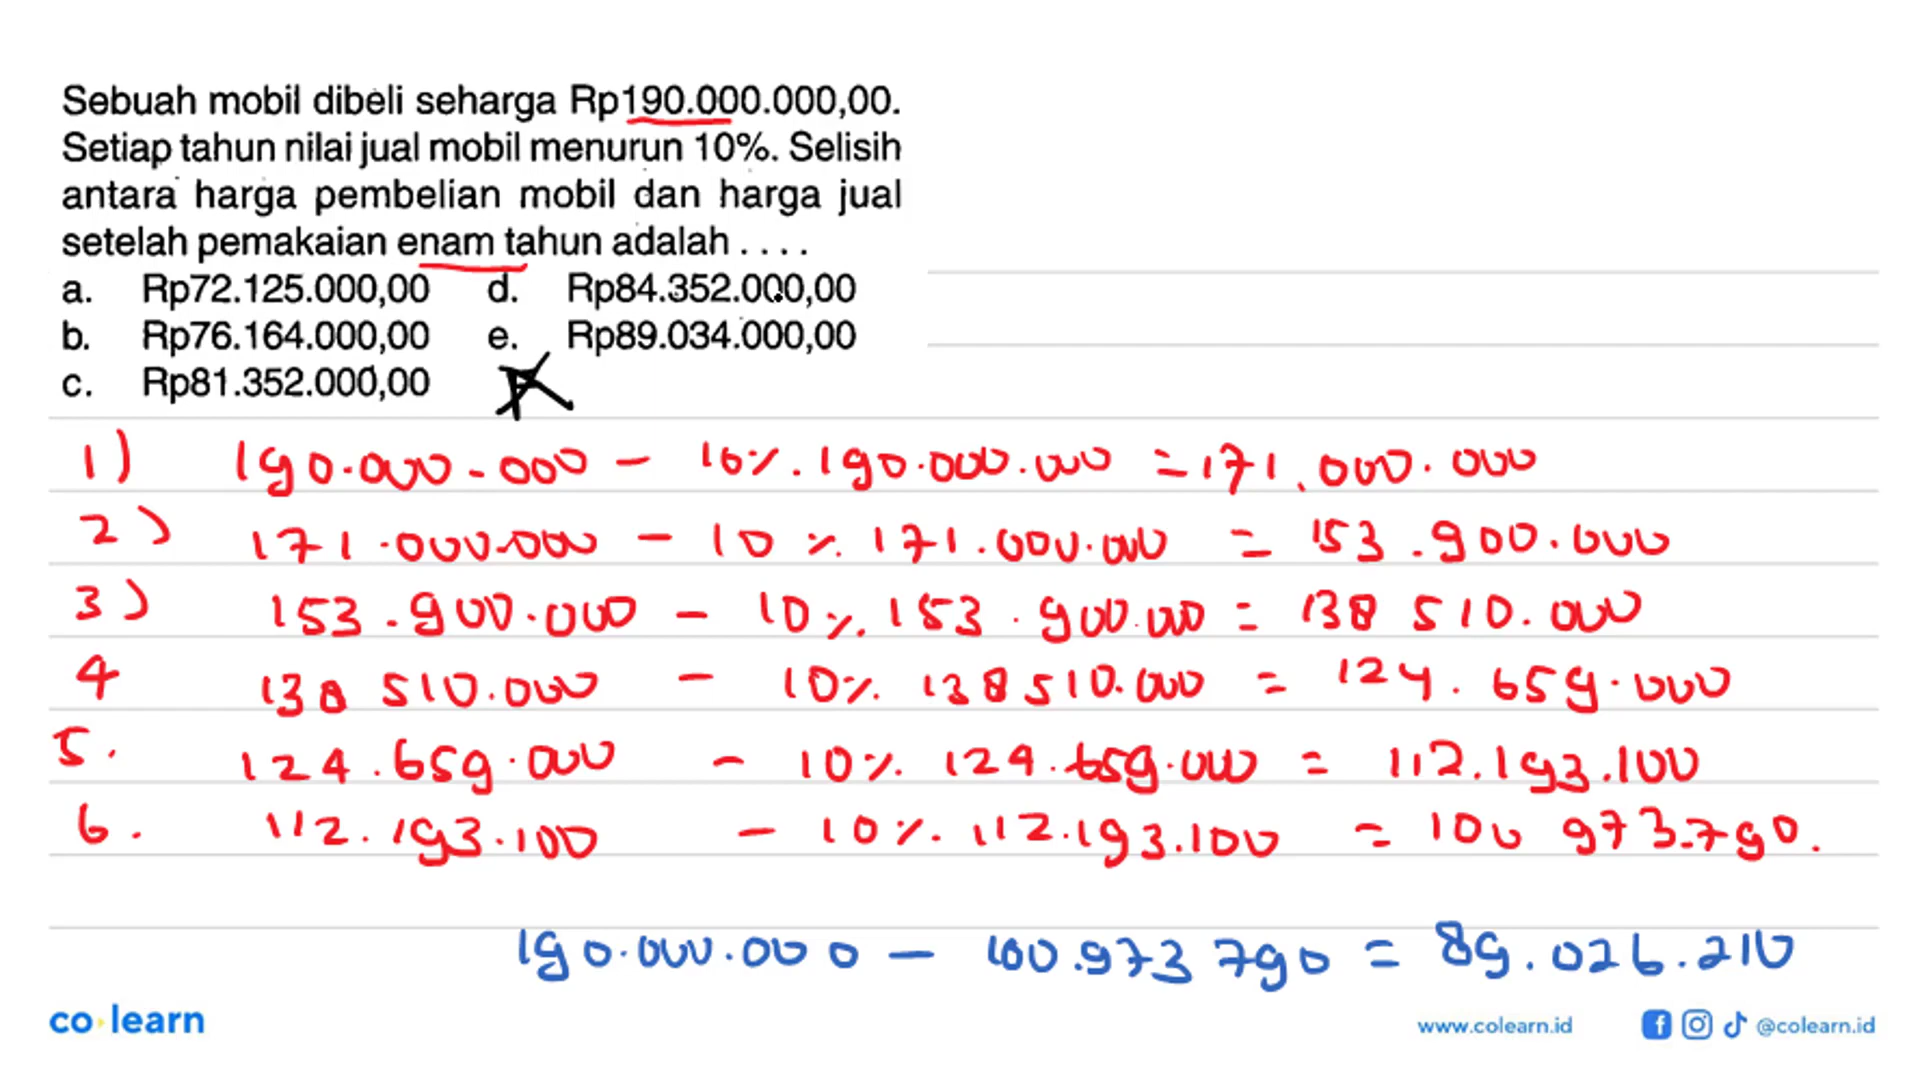 Sebuah mobil dibeli seharga Rp190.000.000,00.
Setiap tahun nilai jual mobil menurun 10%. Selisih
antara harga pembelian mobil dan harga jual
setelah pemakaian enam tahun adalah . . . .
a. Rp72.125.000,00 d. Rp84.352.000,00
b. Rp76.164.000,00 e. Rp89.034.000,00
c. Rp81.352.000,00
1) 190.000.000 - 10%. 190.000.000 = 171.000.000
2) 171.000.000 - 10 %. 171.000.000 = 153.900.000
3) 153.900.000 - 10%. 153.900.000 = 138 510.000
4 138 510.000 - 10%. 138510.000 = 124.659.000
5. 124.659.000 - 10%. 124.659.000 = 112.193.100
6. 112.193.100 - 10%. 112.193.100 = 100 973.790.
190.000.000 - 100.973 790 = 89.026.210
co learn
www.colearn.id @colearn.id